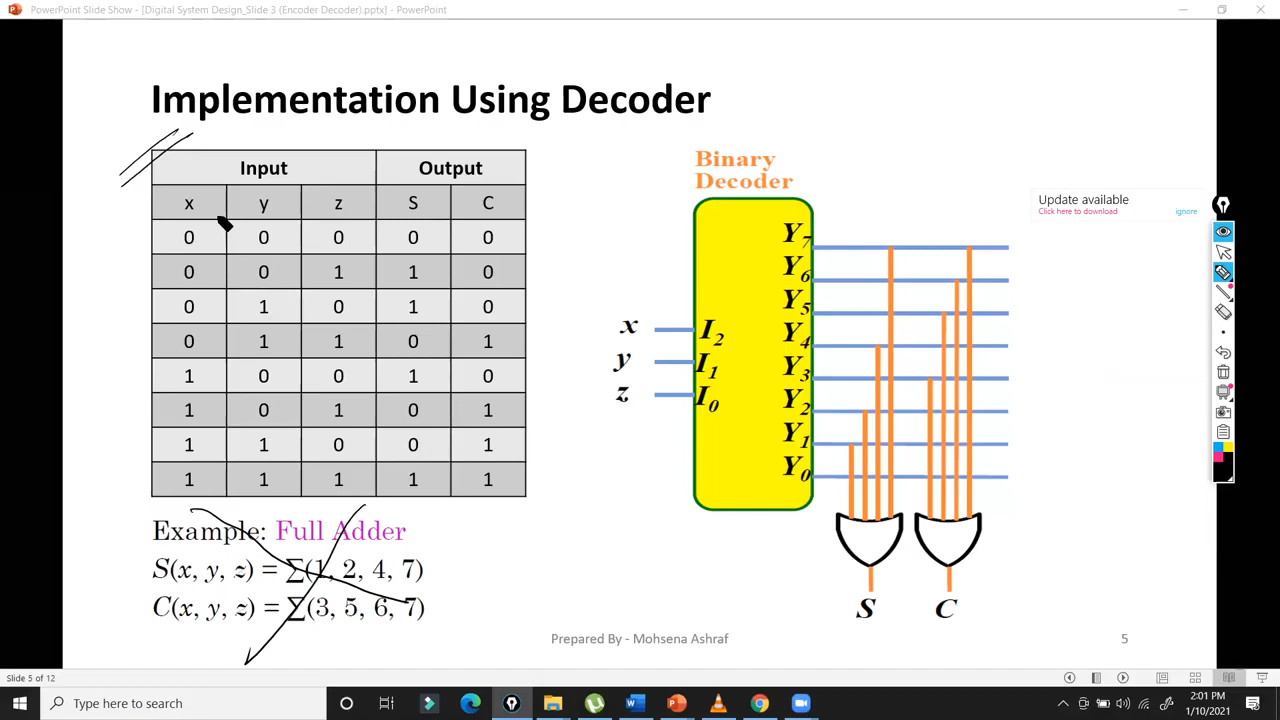 PowerPoint Slide Show - [Digital System Design_Slide 3 (Encoder Decoder).pptx] - PowerPoint
Implementation Using Decoder
Input Output
x y z S C
0 0 0 0 0
0 0 1 1 0
0 1 0 1 0
0 1 1 0 1
1 0 0 1 0
1 0 1 0 1
1 1 0 0 1
1 1 1 1 1
Example: Full Adder
S(x, y, z) = ∑(1, 2, 4, 7)
C(x, y, z) = ∑(3, 5, 6, 7)
Binary
Decoder
x I2
y I1
z I0
Y7
Y6
Y5
Y4
Y3
Y2
Y1
Y0
S C
Update available
Click here to download ignore
Prepared By - Mohsena Ashraf 5
Slide 5 of 12
Type here to search
2:01 PM
1/10/2021